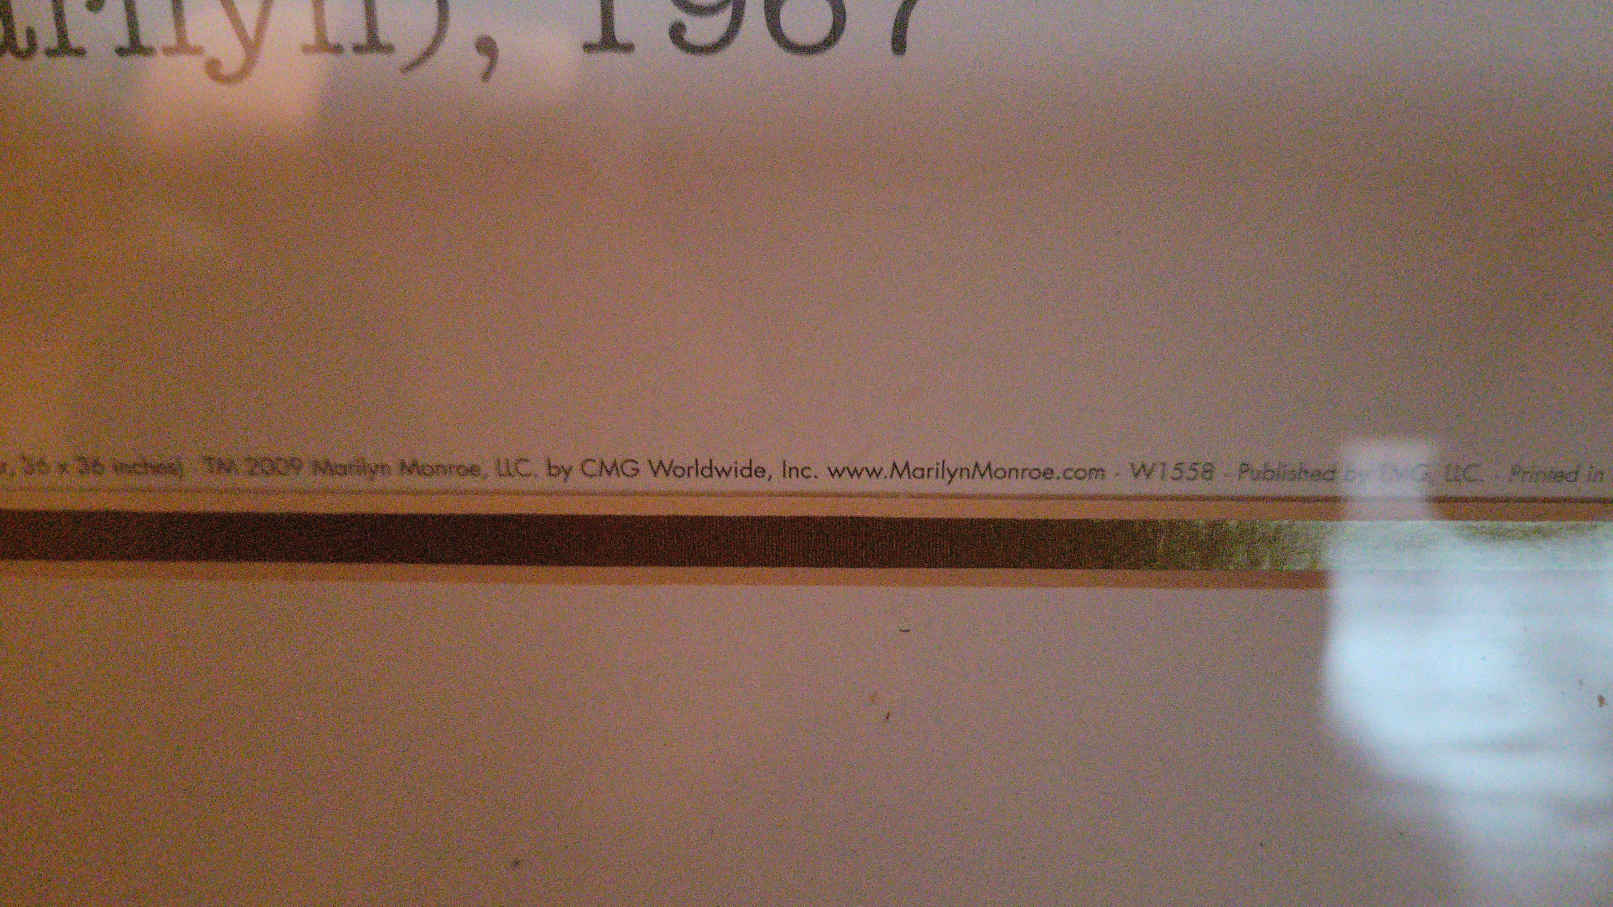 arilyn), 1967
x, 36 x 36 inches) TM 2009 Marilyn Monroe, LLC. by CMG Worldwide, Inc. www.MarilynMonroe.com · W1558 · Published by LLC. · Printed in